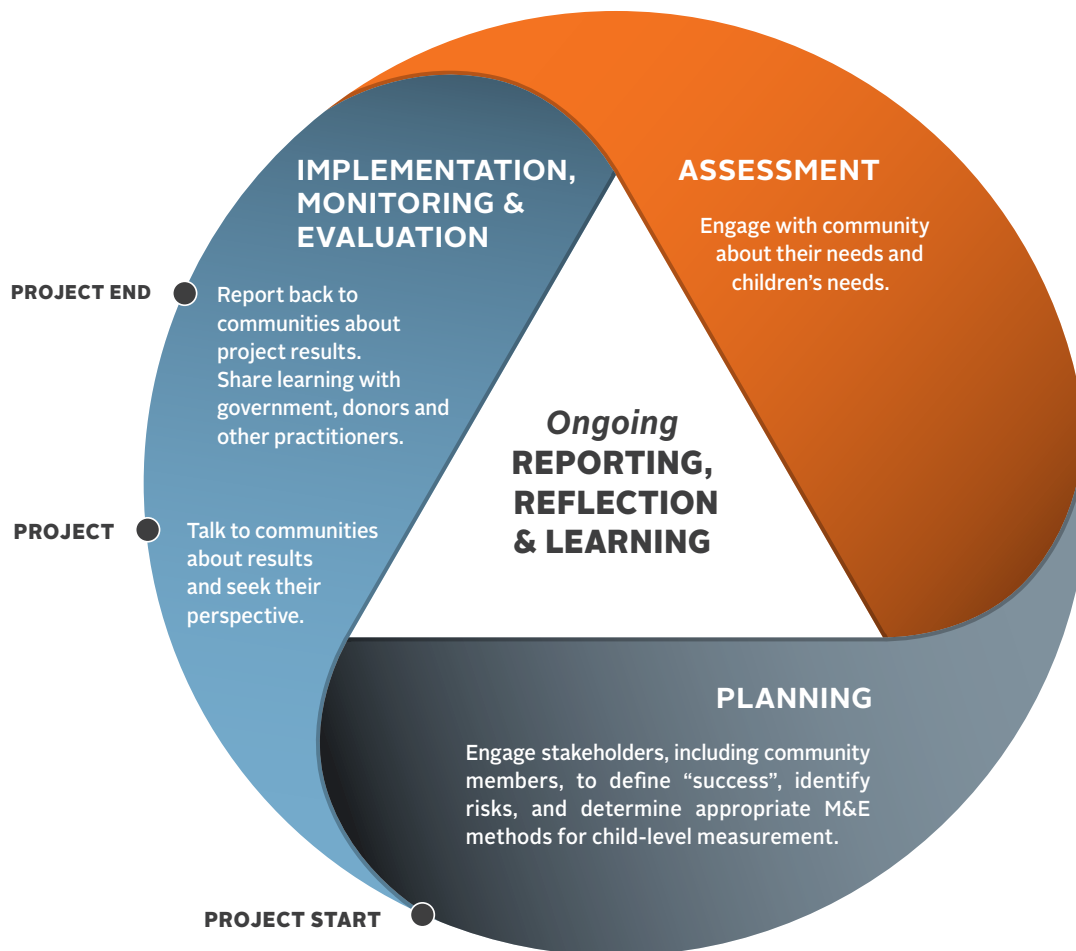 IMPLEMENTATION,
MONITORING &
EVALUATION
PROJECT END
Report back to
communities about
project results.
Share learning with
government, donors and
other practitioners.
PROJECT
Talk to communities
about results
and seek their
perspective.
ASSESSMENT
Engage with community
about their needs and
children’s needs.
Ongoing
REPORTING,
REFLECTION
& LEARNING
PLANNING
Engage stakeholders, including community
members, to define “success”, identify
risks, and determine appropriate M&E
methods for child-level measurement.
PROJECT START